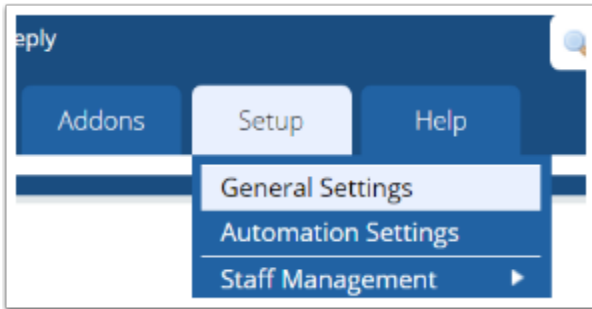 eply
Addons Setup Help
General Settings
Automation Settings
Staff Management